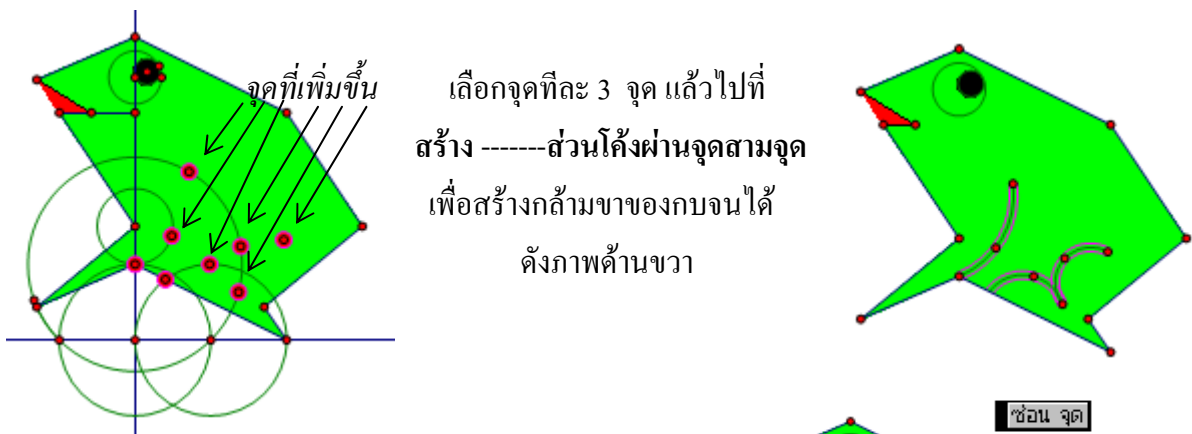 จุดที่เพิ่มขึ้น
เลือกจุดทีละ 3 จุด แล้วไปที่
สร้าง -------ส่วนโค้งผ่านจุดสามจุด
เพื่อสร้างกล้ามขาของกบจนได้
ดังภาพด้านขวา
ซ่อน จุด